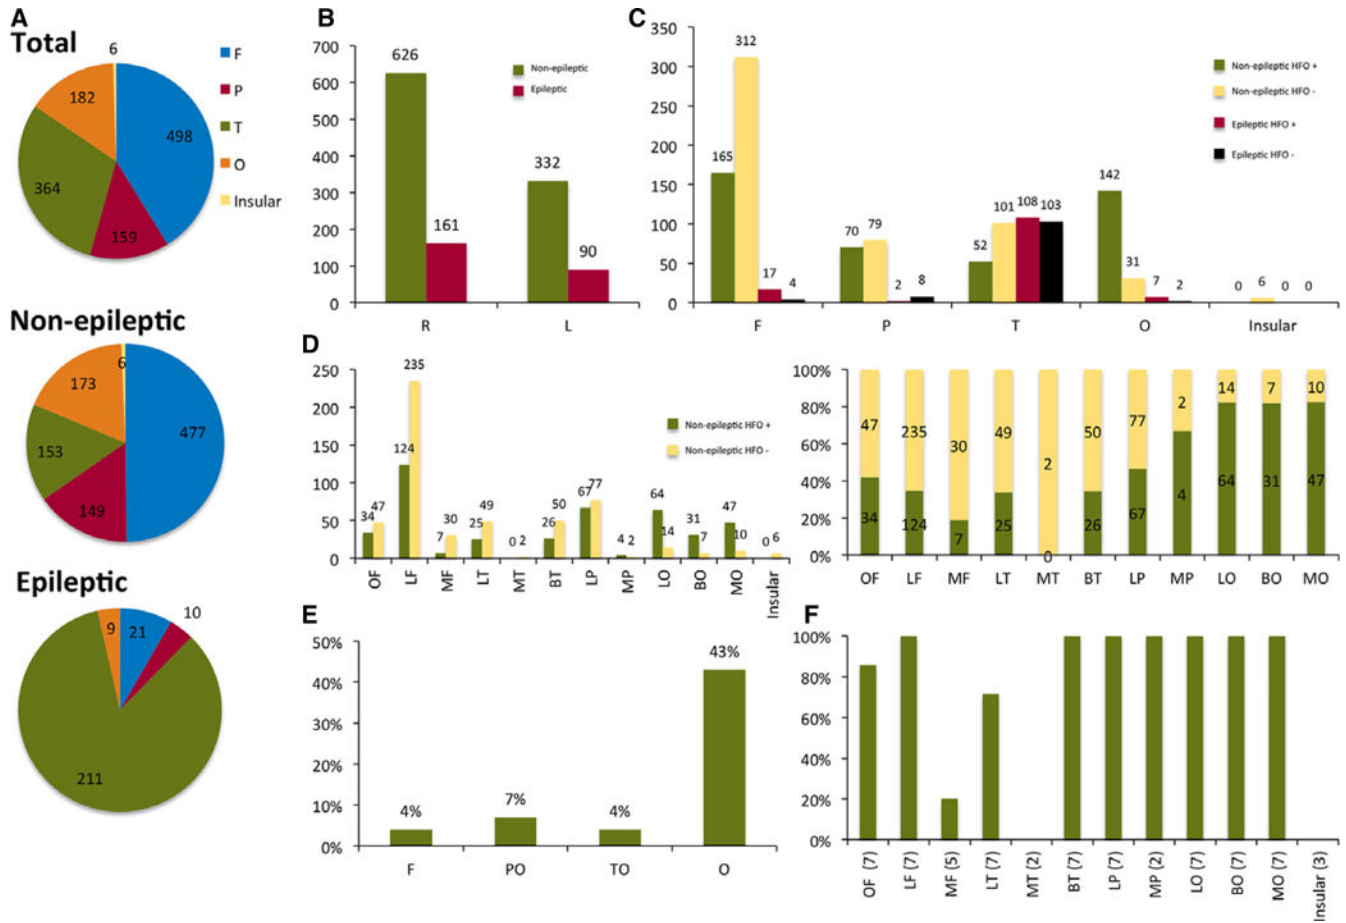 A
Total
6
182
498
364
159
F
P
T
O
Insular
Non-epileptic
6
173
477
153
149
Epileptic
10
9
21
211
B
700
600
500
400
300
200
100
0
626
161
332
90
Non-epileptic
Epileptic
R L
C
350
300
250
200
150
100
50
0
165 312 17 4
70 79 2 8
52 101 108 103
142 31 7 2
0 6 0 0
Non-epileptic HFO +
Non-epileptic HFO -
Epileptic HFO +
Epileptic HFO -
F P T O Insular
D
250
200
150
100
50
0
34 47 124 235 7 30 25 49 0 2 26 50 67 77 4 2 64 14 31 7 47 10 0 6
Non-epileptic HFO +
Non-epileptic HFO -
OF LF MF LT MT BT LP MP LO BO MO Insular
100%
80%
60%
40%
20%
0%
47 235 30 49 2 50 77 2 14 7 10
34 124 7 25 0 26 67 4 64 31 47
OF LF MF LT MT BT LP MP LO BO MO
E
50%
40%
30%
20%
10%
0%
4% 7% 4% 43%
F PO TO O
F
100%
80%
60%
40%
20%
0%
OF (7) LF (7) MF (5) LT (7) MT (2) BT (7) LP (7) MP (2) LO (7) BO (7) MO (7) Insular (3)